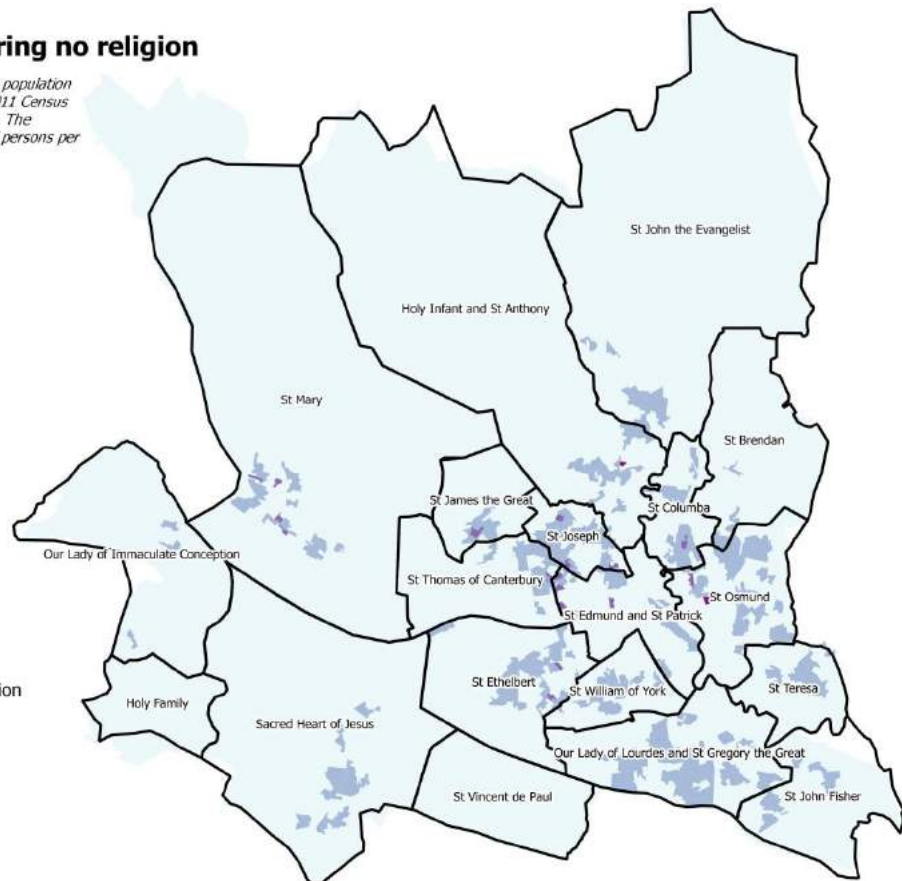 ring no religion
population
11 Census
. The
persons per
St John the Evangelist
Holy Infant and St Anthony
St Mary
St Brendan
St James the Great
St Columba
St Joseph
Our Lady of Immaculate Conception
St Thomas of Canterbury
St Osmund
St Edmund and St Patrick
St Ethelbert
St William of York
St Teresa
ion
Holy Family
Sacred Heart of Jesus
Our Lady of Lourdes and St Gregory the Great
St Vincent de Paul
St John Fisher